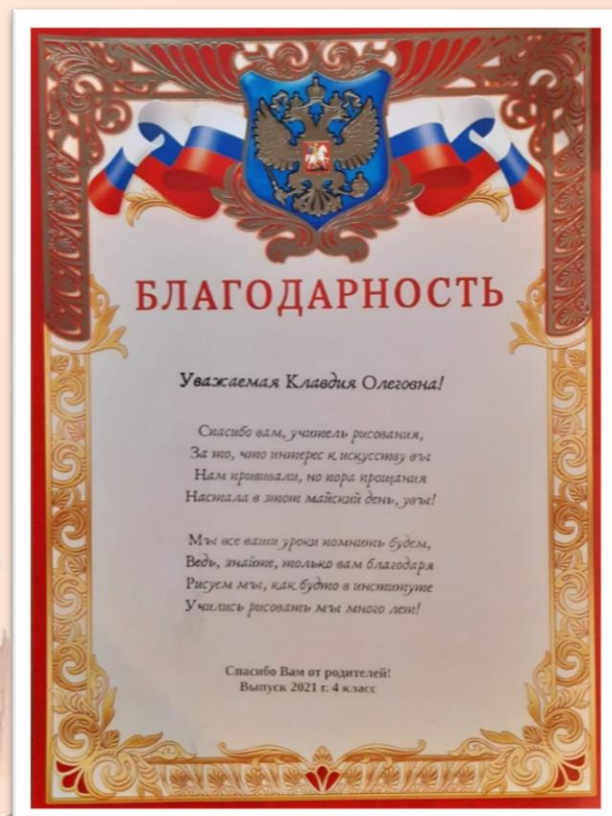 БЛАГОДАРНОСТЬ
Уважаемая Клавдия Олеговна!
Спасибо вам, учитель рисования,
За то, что интерес к искусству вы
Нам прививали, но пора прощания
Настала в этот майский день, увы!
Мы все ваши уроки помнить будем,
Ведь, знайте, только вам благодаря
Рисуем мы, как будто в институте
Учились рисовать мы много лет!
Спасибо Вам от родителей!
Выпуск 2021 г. 4 класс